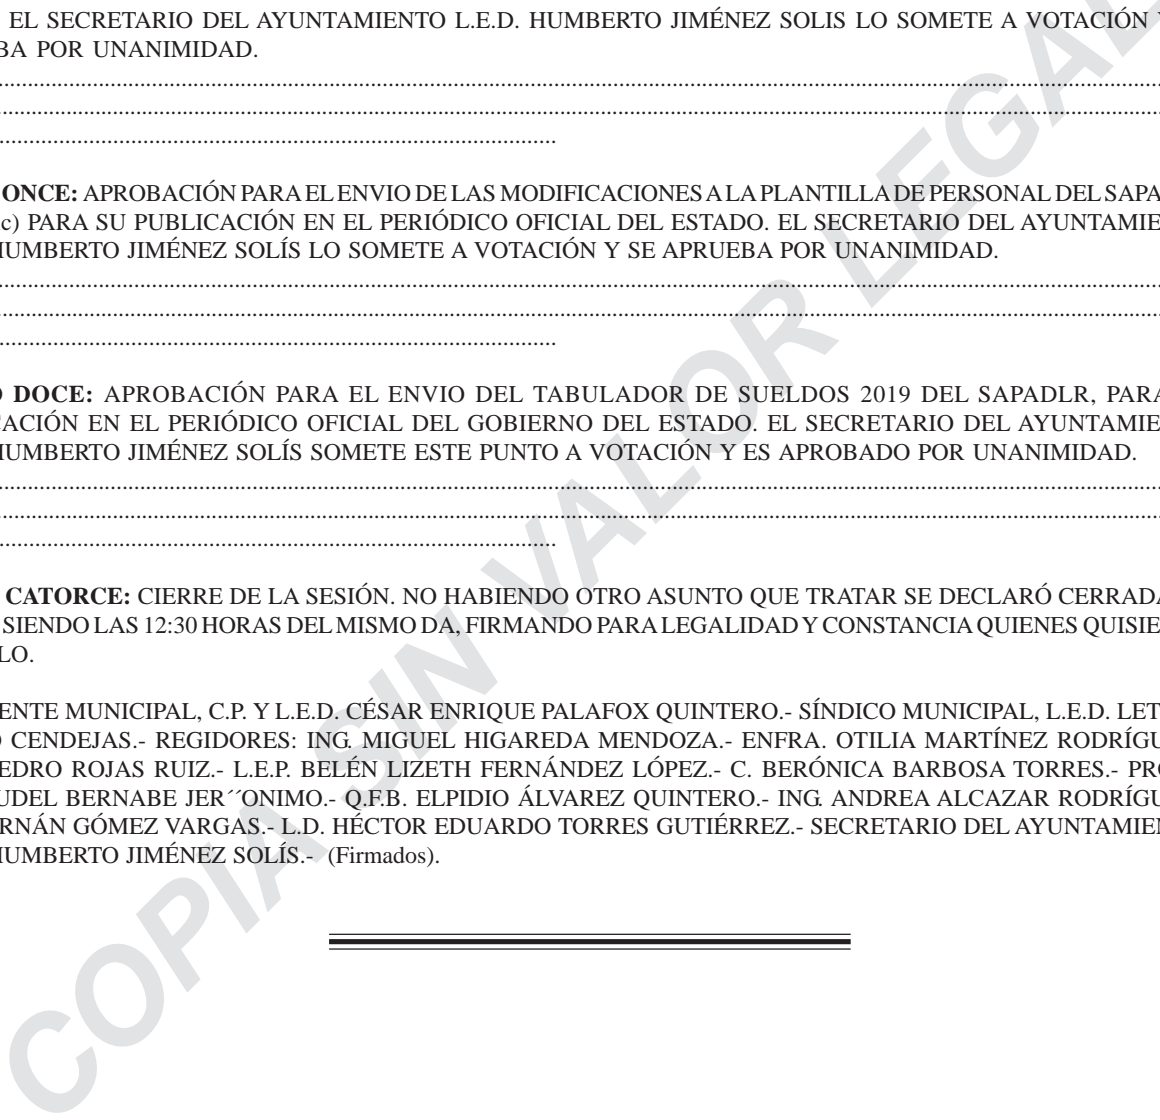 EL SECRETARIO DEL AYUNTAMIENTO L.E.D. HUMBERTO JIMÉNEZ SOLIS LO SOMETE A VOTACIÓN
BA POR UNANIMIDAD.
ONCE: APROBACIÓN PARA EL ENVIO DE LAS MODIFICACIONES A LA PLANTILLA DE PERSONAL DEL SAPA
c) PARA SU PUBLICACIÓN EN EL PERIÓDICO OFICIAL DEL ESTADO. EL SECRETARIO DEL AYUNTAMIE
HUMBERTO JIMÉNEZ SOLÍS LO SOMETE A VOTACIÓN Y SE APRUEBA POR UNANIMIDAD.
O DOCE: APROBACIÓN PARA EL ENVIO DEL TABULADOR DE SUELDOS 2019 DEL SAPADLR, PARA
CACIÓN EN EL PERIÓDICO OFICIAL DEL GOBIERNO DEL ESTADO. EL SECRETARIO DEL AYUNTAMIE
HUMBERTO JIMÉNEZ SOLÍS SOMETE ESTE PUNTO A VOTACIÓN Y ES APROBADO POR UNANIMIDAD.
CATORCE: CIERRE DE LA SESIÓN. NO HABIENDO OTRO ASUNTO QUE TRATAR SE DECLARÓ CERRADA
SIENDO LAS 12:30 HORAS DEL MISMO DA, FIRMANDO PARA LEGALIDAD Y CONSTANCIA QUIENES QUISIE
LO.
ENTE MUNICIPAL, C.P. Y L.E.D. CÉSAR ENRIQUE PALAFOX QUINTERO.- SÍNDICO MUNICIPAL, L.E.D. LET
O CENDEJAS.- REGIDORES: ING. MIGUEL HIGAREDA MENDOZA.- ENFRA. OTILIA MARTÍNEZ RODRÍGU
EDRO ROJAS RUIZ.- L.E.P. BELÉN LIZETH FERNÁNDEZ LÓPEZ.- C. BERÓNICA BARBOSA TORRES.- PRO
UDEL BERNABE JER´´ONIMO.- Q.F.B. ELPIDIO ÁLVAREZ QUINTERO.- ING. ANDREA ALCAZAR RODRÍGU
RNÁN GÓMEZ VARGAS.- L.D. HÉCTOR EDUARDO TORRES GUTIÉRREZ.- SECRETARIO DEL AYUNTAMIEN
HUMBERTO JIMÉNEZ SOLÍS.- (Firmados).
COPIA SIN VALOR LEGAL